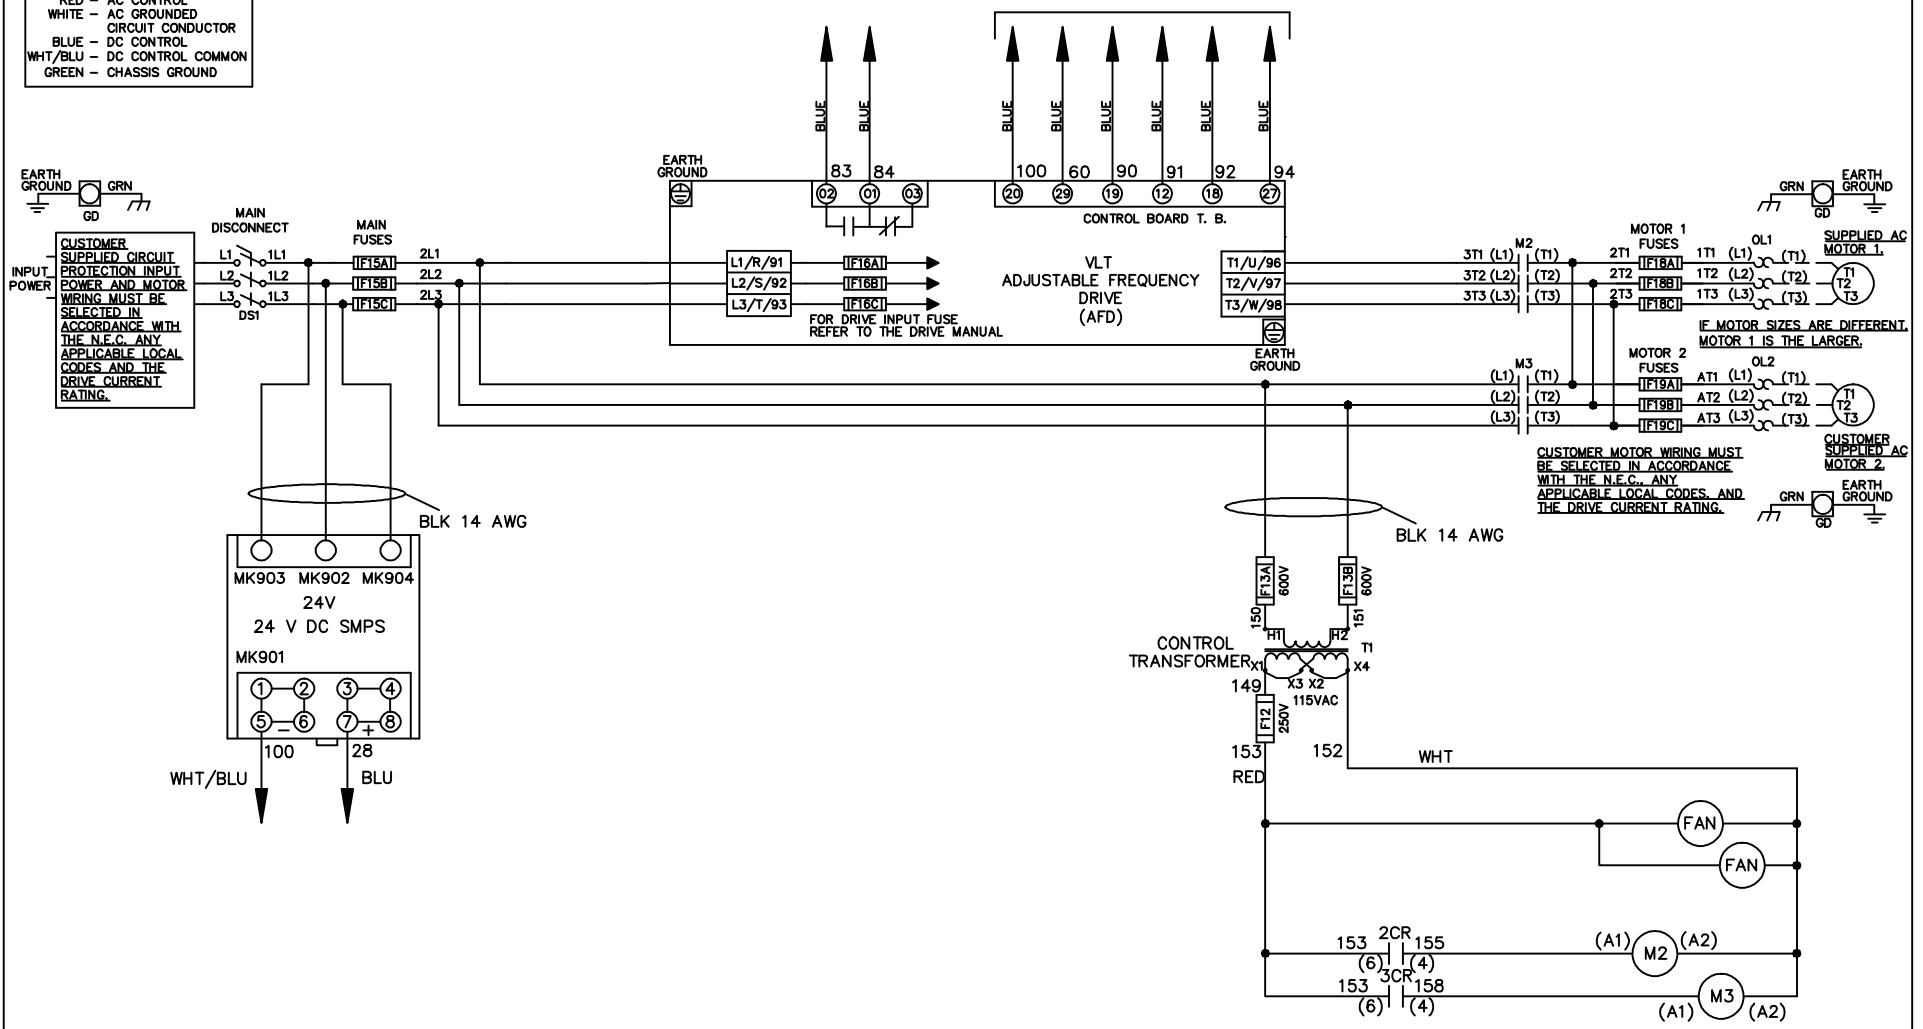 RED – AC CONTROL
WHITE – AC GROUNDED
CIRCUIT CONDUCTOR
BLUE – DC CONTROL
WHT/BLU – DC CONTROL COMMON
GREEN – CHASSIS GROUND
BLUE
BLUE
BLUE
BLUE
BLUE
BLUE
BLUE
BLUE
EARTH
GROUND
GRN
GD
EARTH
GROUND
83
84
100
60
90
91
92
94
02
01
03
20
29
19
12
18
27
CONTROL BOARD T. B.
INPUT
POWER
CUSTOMER
SUPPLIED CIRCUIT
PROTECTION INPUT
POWER AND MOTOR
WIRING MUST BE
SELECTED IN
ACCORDANCE WITH
THE N.E.C. ANY
APPLICABLE LOCAL
CODES AND THE
DRIVE CURRENT
RATING.
MAIN
DISCONNECT
L1 1L1
L2 1L2
L3 1L3
DS1
MAIN
FUSES
F15A
F15B
F15C
2L1
2L2
2L3
L1/R/91
L2/S/92
L3/T/93
F16A
F16B
F16C
FOR DRIVE INPUT FUSE
REFER TO THE DRIVE MANUAL
VLT
ADJUSTABLE FREQUENCY
DRIVE
(AFD)
T1/U/96
T2/V/97
T3/W/98
EARTH
GROUND
M2
3T1 (L1) (T1)
3T2 (L2) (T2)
3T3 (L3) (T3)
MOTOR 1
FUSES
2T1 F18A 1T1 (L1) (T1)
2T2 F18B 1T2 (L2) (T2)
2T3 F18C 1T3 (L3) (T3)
OL1
GRN
EARTH
GROUND
GD
SUPPLIED AC
MOTOR 1.
T1
T2
T3
IF MOTOR SIZES ARE DIFFERENT,
MOTOR 1 IS THE LARGER.
M3
(L1) (T1)
(L2) (T2)
(L3) (T3)
MOTOR 2
FUSES
OL2
F19A AT1 (L1) (T1)
F19B AT2 (L2) (T2)
F19C AT3 (L3) (T3)
T1
T2
T3
CUSTOMER
SUPPLIED AC
MOTOR 2.
CUSTOMER MOTOR WIRING MUST
BE SELECTED IN ACCORDANCE
WITH THE N.E.C., ANY
APPLICABLE LOCAL CODES, AND
THE DRIVE CURRENT RATING.
GRN
EARTH
GROUND
GD
BLK 14 AWG
MK903 MK902 MK904
24V
24 V DC SMPS
MK901
1 2 3 4
5 – 6 7 + 8
100
28
WHT/BLU
BLU
BLK 14 AWG
F13A
600V
F13B
600V
150
151
H1 H2
T1
CONTROL
TRANSFORMER
X1
X3 X2
X4
115VAC
149
F12
250V
153
RED
152
WHT
FAN
FAN
2CR
153 155
(6) (4)
(A1) M2 (A2)
3CR
153 158
(6) (4)
(A1) M3 (A2)